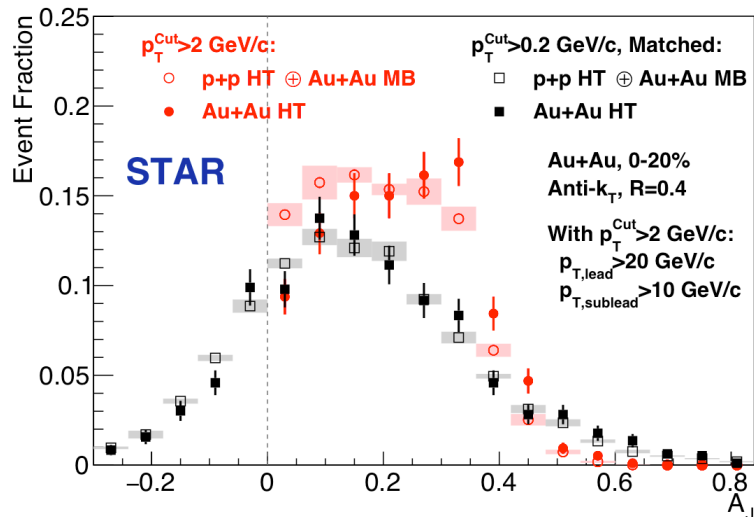 p_T^Cut>2 GeV/c:
p+p HT ⊕ Au+Au MB
Au+Au HT
p_T^Cut>0.2 GeV/c, Matched:
p+p HT ⊕ Au+Au MB
Au+Au HT
STAR
Au+Au, 0-20%
Anti-k_T, R=0.4
With p_T^Cut>2 GeV/c:
p_T,lead>20 GeV/c
p_T,sublead>10 GeV/c
Event Fraction
0.25
0.2
0.15
0.1
0.05
0
−0.2 0 0.2 0.4 0.6 0.8
A_J